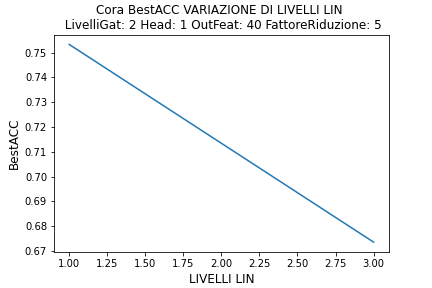 Cora BestACC VARIAZIONE DI LIVELLI LIN
LivelliGat: 2 Head: 1 OutFeat: 40 FattoreRiduzione: 5
BestACC
0.75
0.74
0.73
0.72
0.71
0.70
0.69
0.68
0.67
1.00 1.25 1.50 1.75 2.00 2.25 2.50 2.75 3.00
LIVELLI LIN